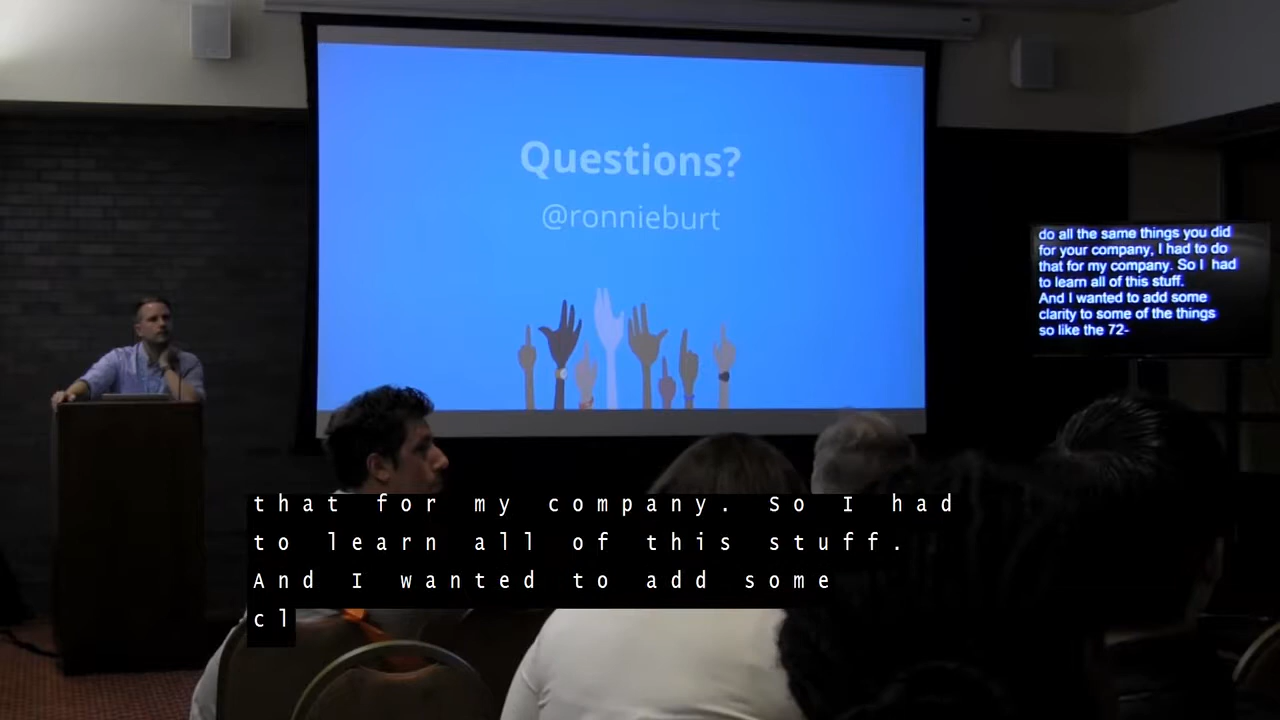 Questions?
@ronnieburt
do all the same things you did
for your company, I had to do
that for my company. So I had
to learn all of this stuff.
And I wanted to add some
clarity to some of the things
so like the 72-
that for my company. So I had
to learn all of this stuff.
And I wanted to add some
cl